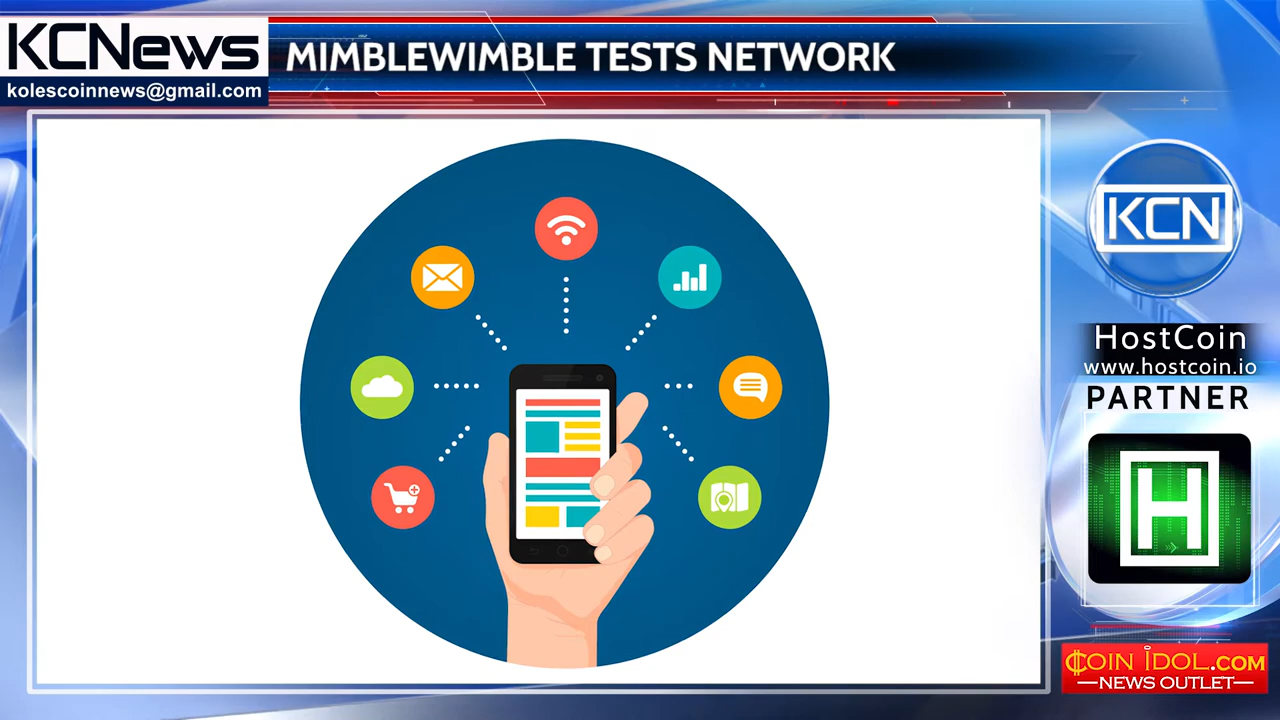 KCNews
kolescoinnews@gmail.com
MIMBLEWIMBLE TESTS NETWORK
KCN
HostCoin
www.hostcoin.io
PARTNER
H
COIN IDOL.COM
NEWS OUTLET